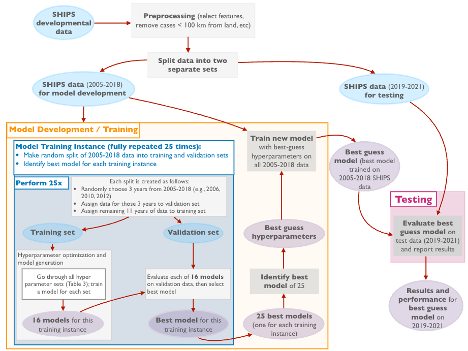 SHIPS
developmental
data
Preprocessing (select features,
remove cases < 100 km from land, etc)
Split data into two
separate sets
SHIPS data (2005-2018)
for model development
SHIPS data (2019-2021)
for testing
Model Development / Training
Model Training Instance (fully repeated 25 times):
• Make random split of 2005-2018 data into training and validation sets
• Identify best model for each training instance
Perform 25x
Each split is created as follows:
• Randomly choose 3 years from 2005-2018 (e.g., 2006,
2010, 2012)
• Assign data for those 3 years to validation set
• Assign remaining 11 years of data to training set
Training set
Validation set
Hyperparameter optimization and
model generation
Go through all hyper
parameter sets (Table 3); train
a model for each set
Evaluate each of 16 models
on validation data, then select
best model
16 models for this
training instance
Best model for this
training instance
Train new model
with best-guess
hyperparameters on
all 2005-2018 data
Best guess
hyperparameters
Identify best
model of 25
25 best models
(one for each training
instance)
Best guess
model (best model
trained on
2005-2018 SHIPS
data
Testing
Evaluate best
guess model on
test data (2019-2021)
and report results
Results and
performance for
best guess
model on
2019-2021